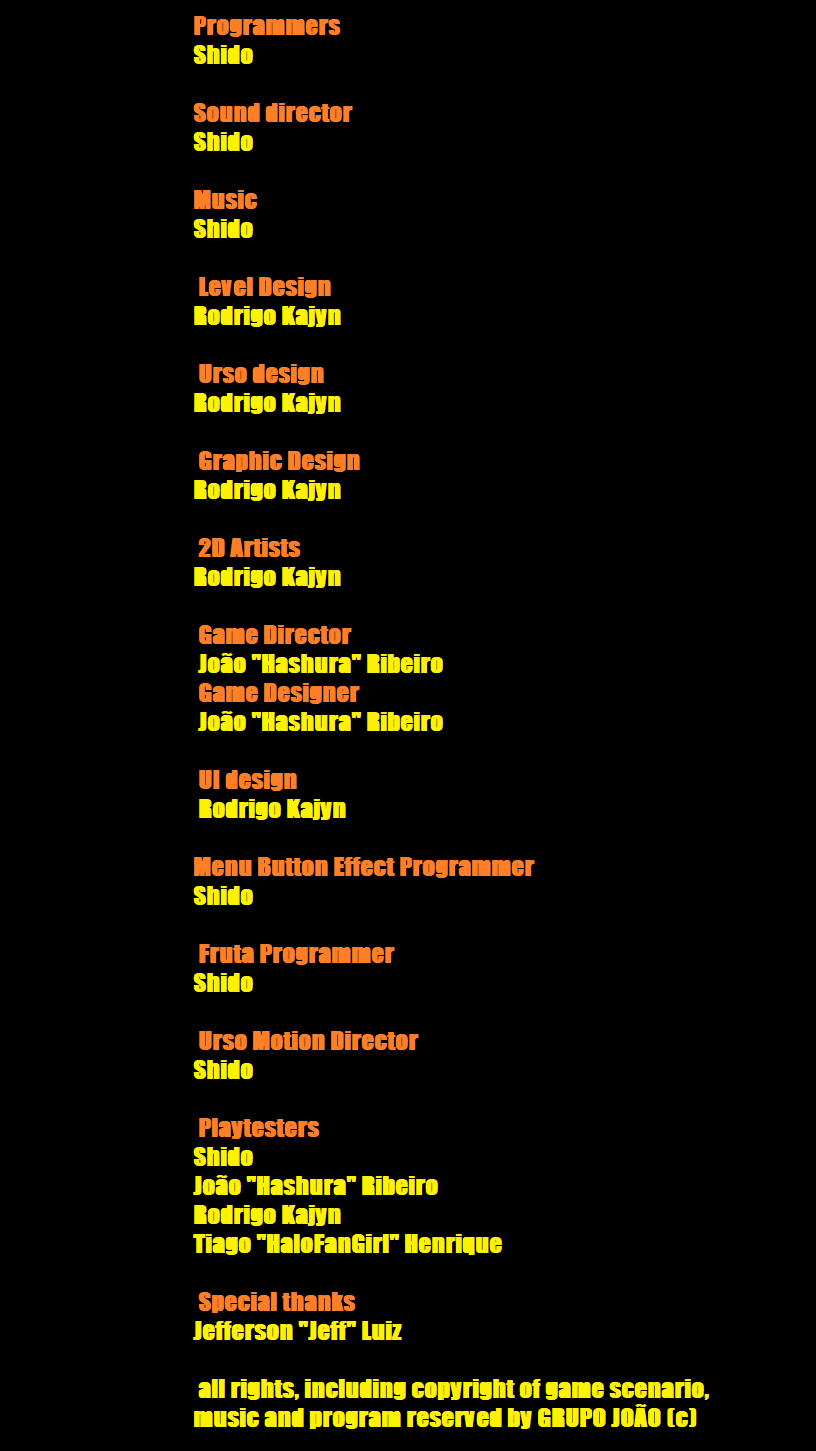 Programmers
Shido
Sound director
Shido
Music
Shido
Level Design
Rodrigo Kajyn
Urso design
Rodrigo Kajyn
Graphic Design
Rodrigo Kajyn
2D Artists
Rodrigo Kajyn
Game Director
João "Hashura" Ribeiro
Game Designer
João "Hashura" Ribeiro
UI design
Rodrigo Kajyn
Menu Button Effect Programmer
Shido
Fruta Programmer
Shido
Urso Motion Director
Shido
Playtesters
Shido
João "Hashura" Ribeiro
Rodrigo Kajyn
Tiago "HaloFanGirl" Henrique
Special thanks
Jefferson "Jeff" Luiz
all rights, including copyright of game scenario,
music and program reserved by GRUPO JOÃO (c)